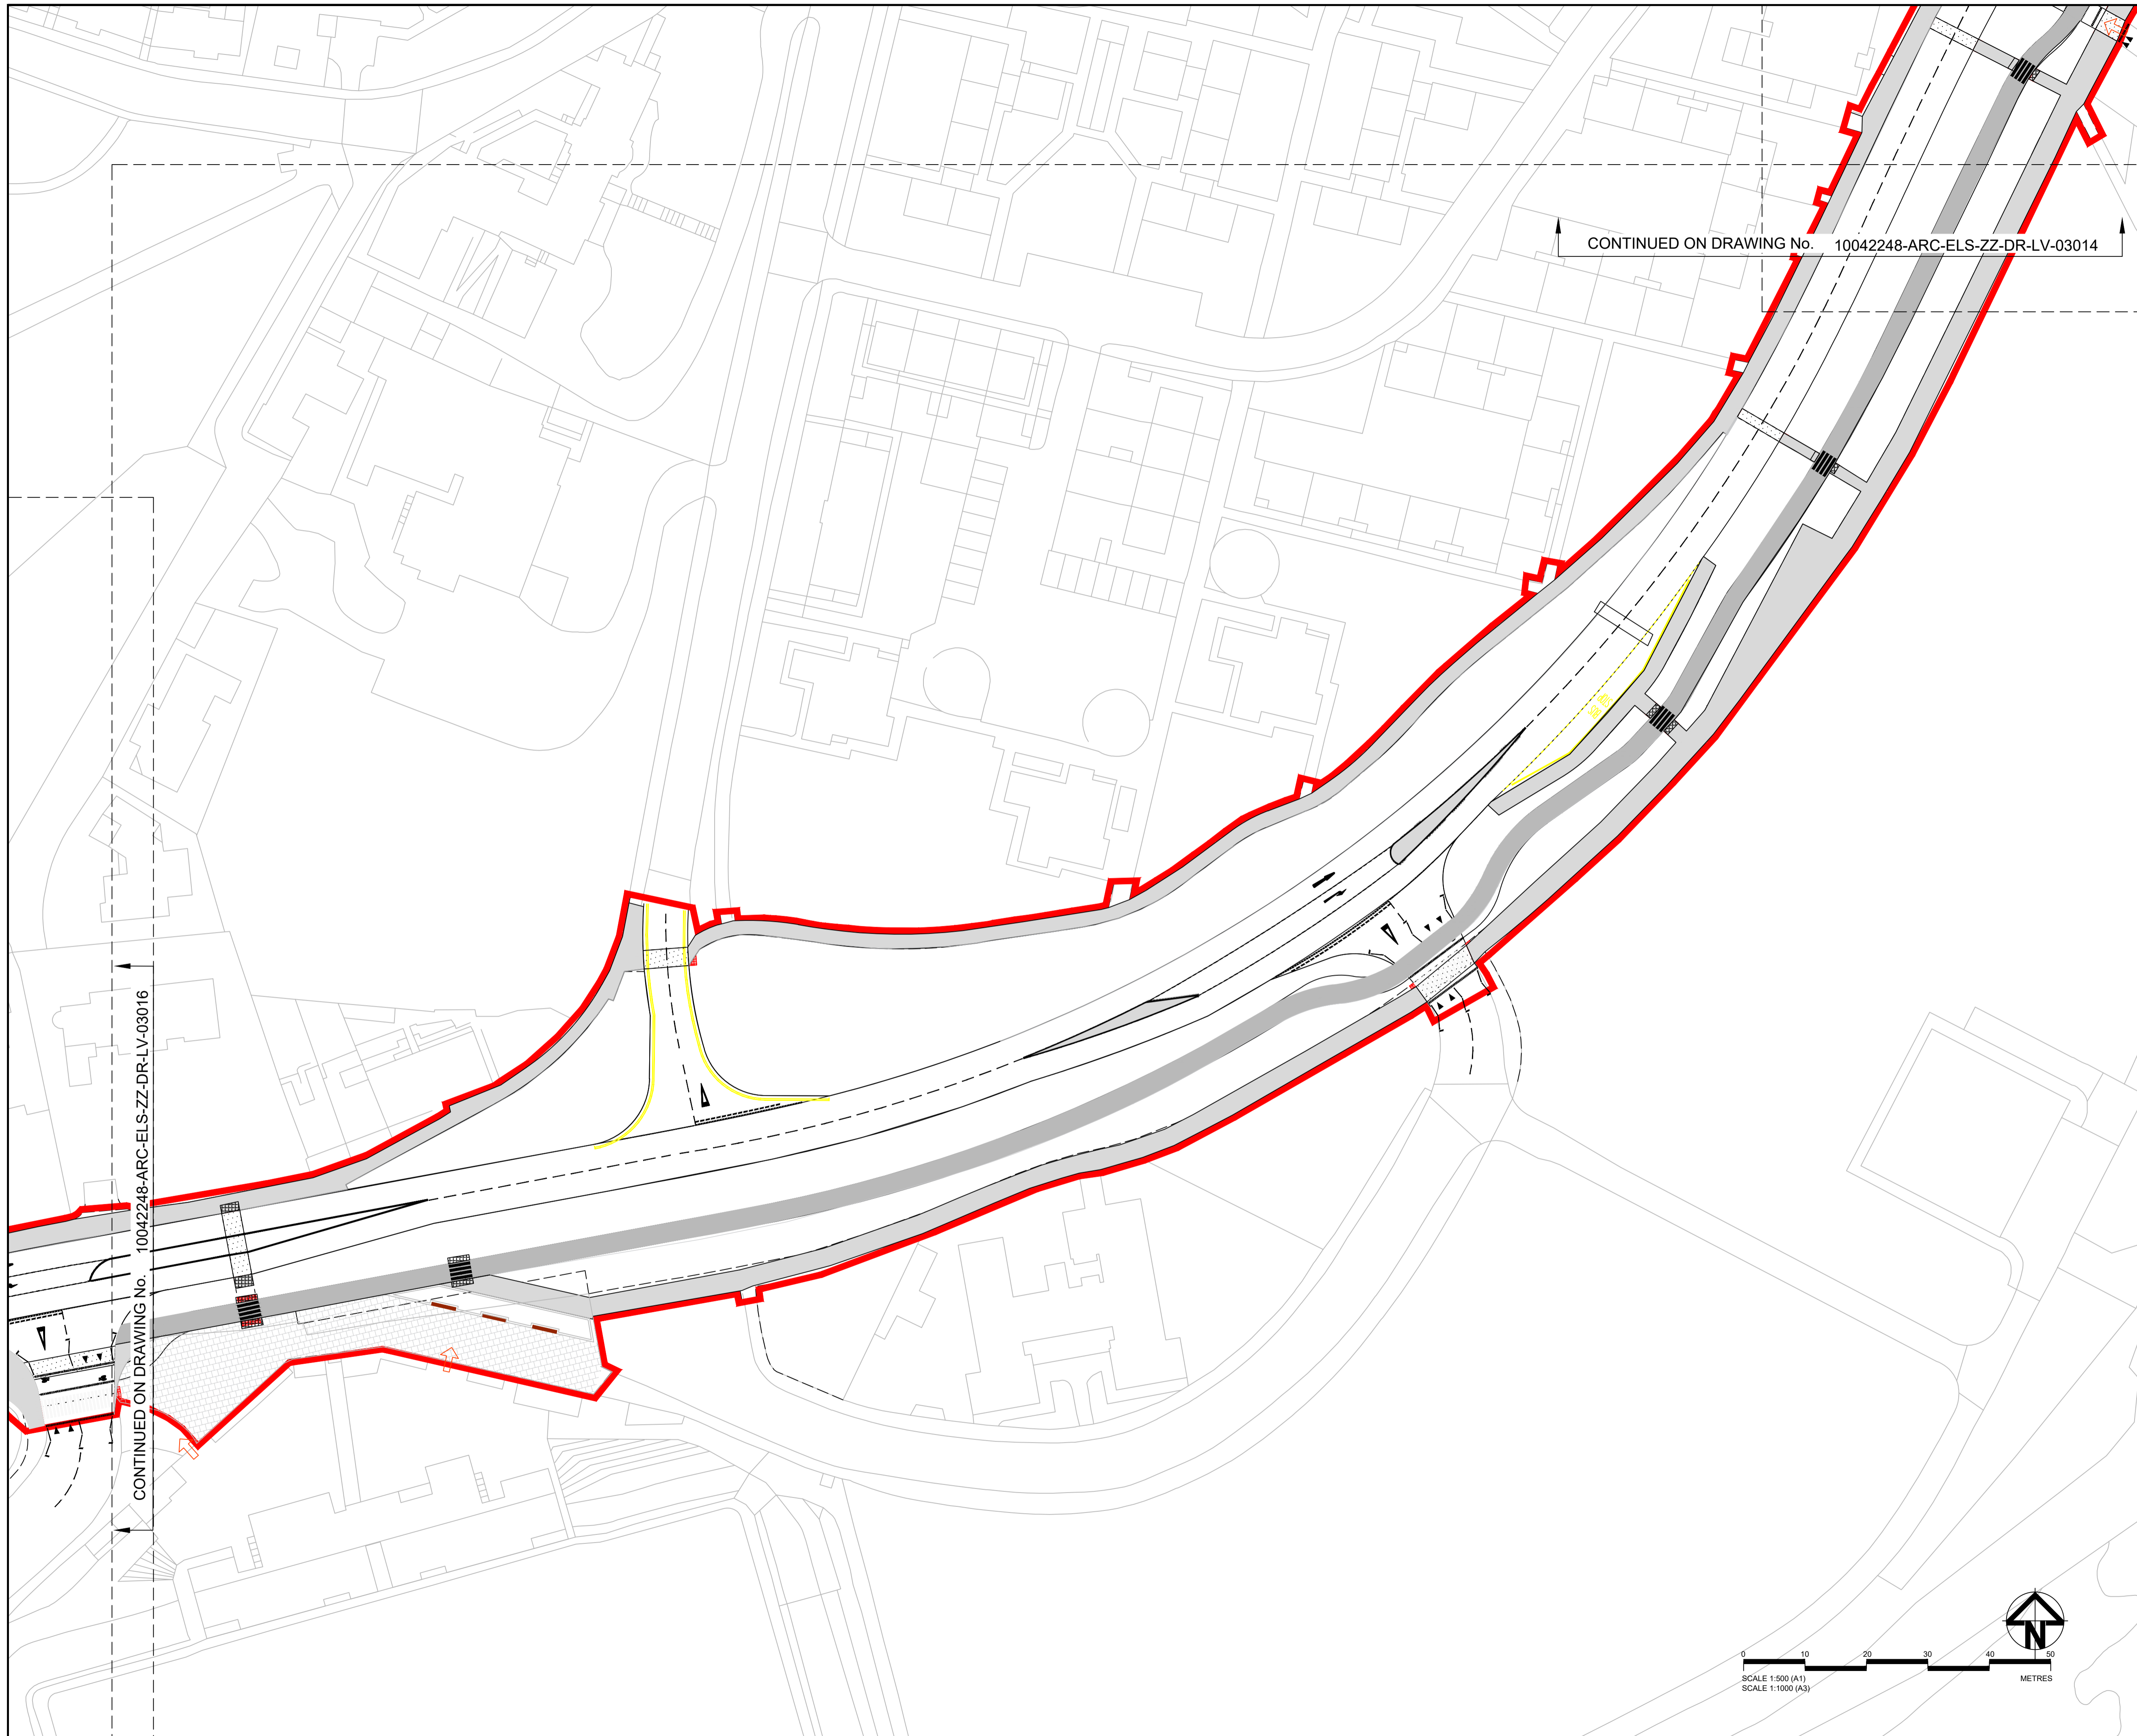 CONTINUED ON DRAWING No. 10042248-ARC-ELS-ZZ-DR-LV-03014
CONTINUED ON DRAWING No. 10042248-ARC-ELS-ZZ-DR-LV-03016
N
0 10 20 30 40 50
SCALE 1:500 (A1)
METRES
SCALE 1:1000 (A3)